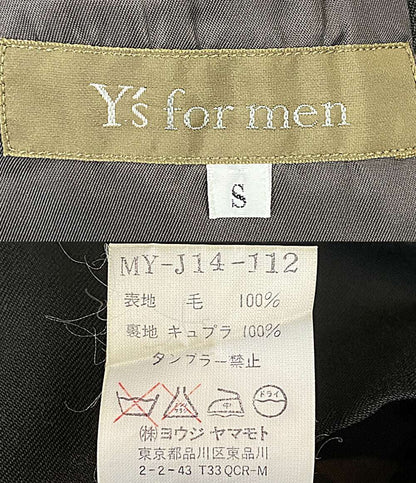 Y's for men
S
MY-J14-112
表地 毛 100%
裏地 キュプラ 100%
タンブラー禁止
中 ドライ
(株)ヨウジ ヤマモト
東京都品川区東品川
2-2-43 T33 QCR-M